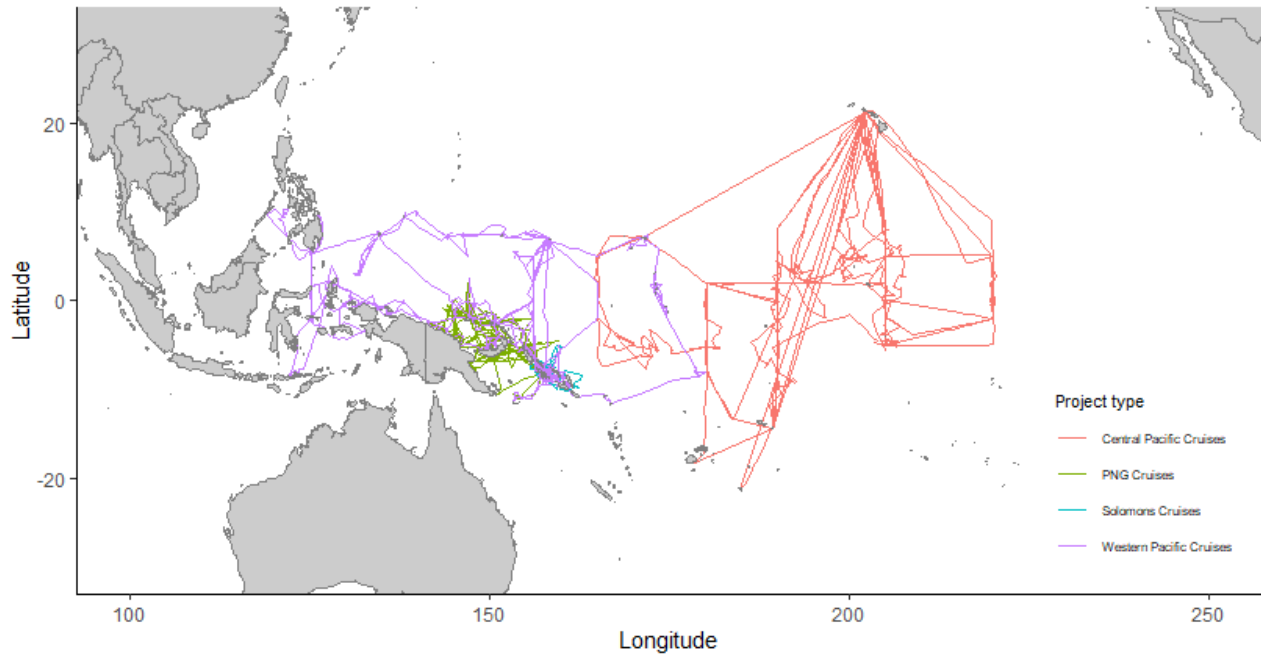 20
0
-20
Latitude
100
150
200
250
Longitude
Project type
Central Pacific Cruises
PNG Cruises
Solomons Cruises
Western Pacific Cruises